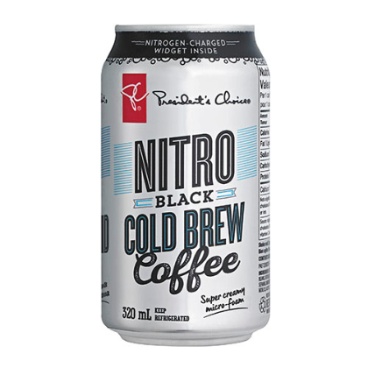 NITROGEN-CHARGED
WIDGET INSIDE
President's Choice
NITRO
BLACK
COLD BREW
Coffee
Super creamy
micro-foam
320 mL
KEEP
REFRIGERATED